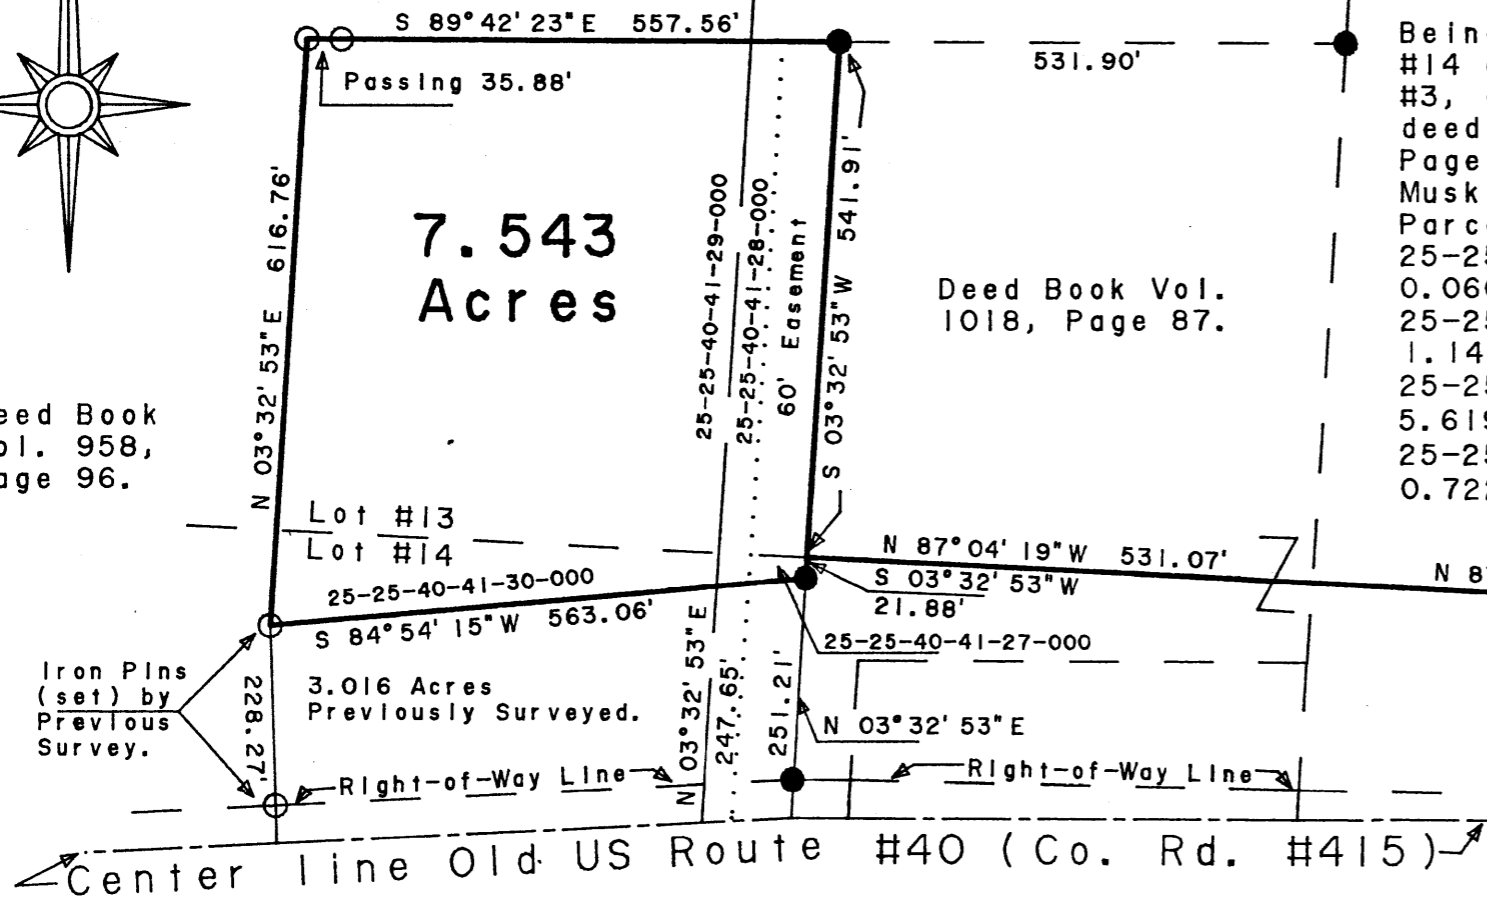 S 89°42'23"E 557.56'
Passing 35.88'
531.90'
N 03°32'53"E 616.76'
7.543
Acres
25-25-40-41-29-000
25-25-40-41-28-000
60' Easement
S 03°32'53"W 541.91'
Deed Book Vol.
1018, Page 87.
#14
#3,
deed
Page
25-25
0.060
25-25
1.14
25-25
5.619
25-25
0.722
eed Book
ol. 958,
age 96.
Lot #13
Lot #14
25-25-40-41-30-000
S 84°54'15"W 563.06'
N 87°04'19"W 531.07'
S 03°32'53"W
21.88'
N 8
25-25-40-41-27-000
Iron Pins
(set) by
Previous
Survey.
228.27'
3.016 Acres
Previously Surveyed.
N 03°32'53"E
247.65'
251.21'
N 03°32'53"E
Right-of-Way Line
Right-of-Way Line
Center line Old US Route #40 (Co. Rd. #415)